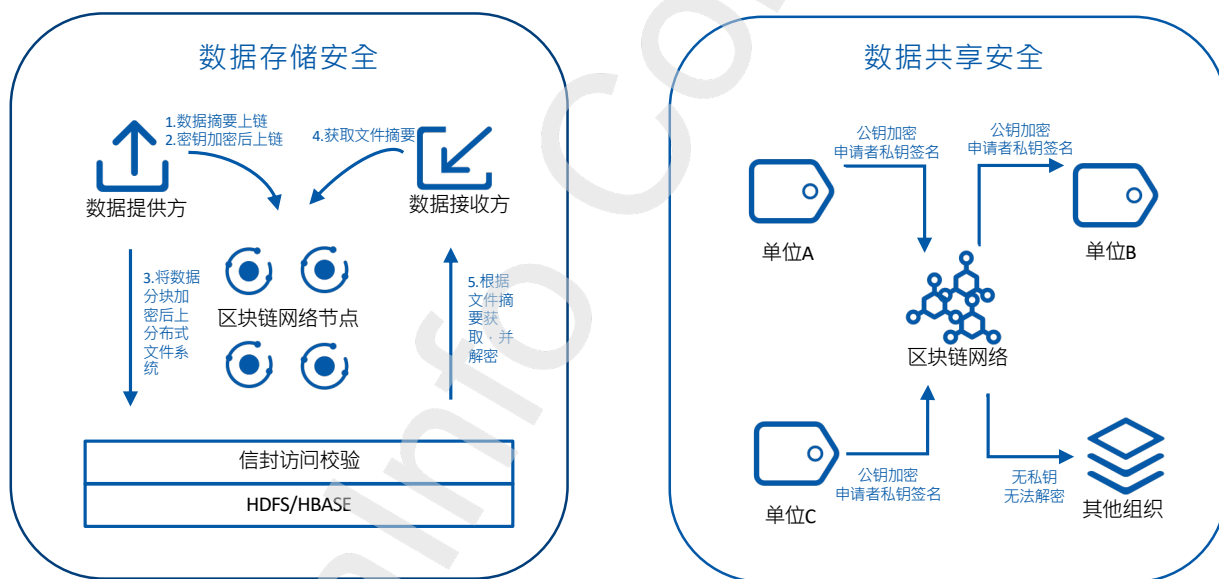 数据存储安全
1.数据摘要上链
2.密钥加密后上链
4.获取文件摘要
数据提供方
数据接收方
3.将数据
分块加
密后上
分布式
文件系
统
区块链网络节点
5.根据
文件摘
要获
取,并
解密
信封访问校验
HDFS/HBASE
数据共享安全
公钥加密
申请者私钥签名
公钥加密
申请者私钥签名
单位A
单位B
区块链网络
公钥加密
申请者私钥签名
无私钥
无法解密
单位C
其他组织